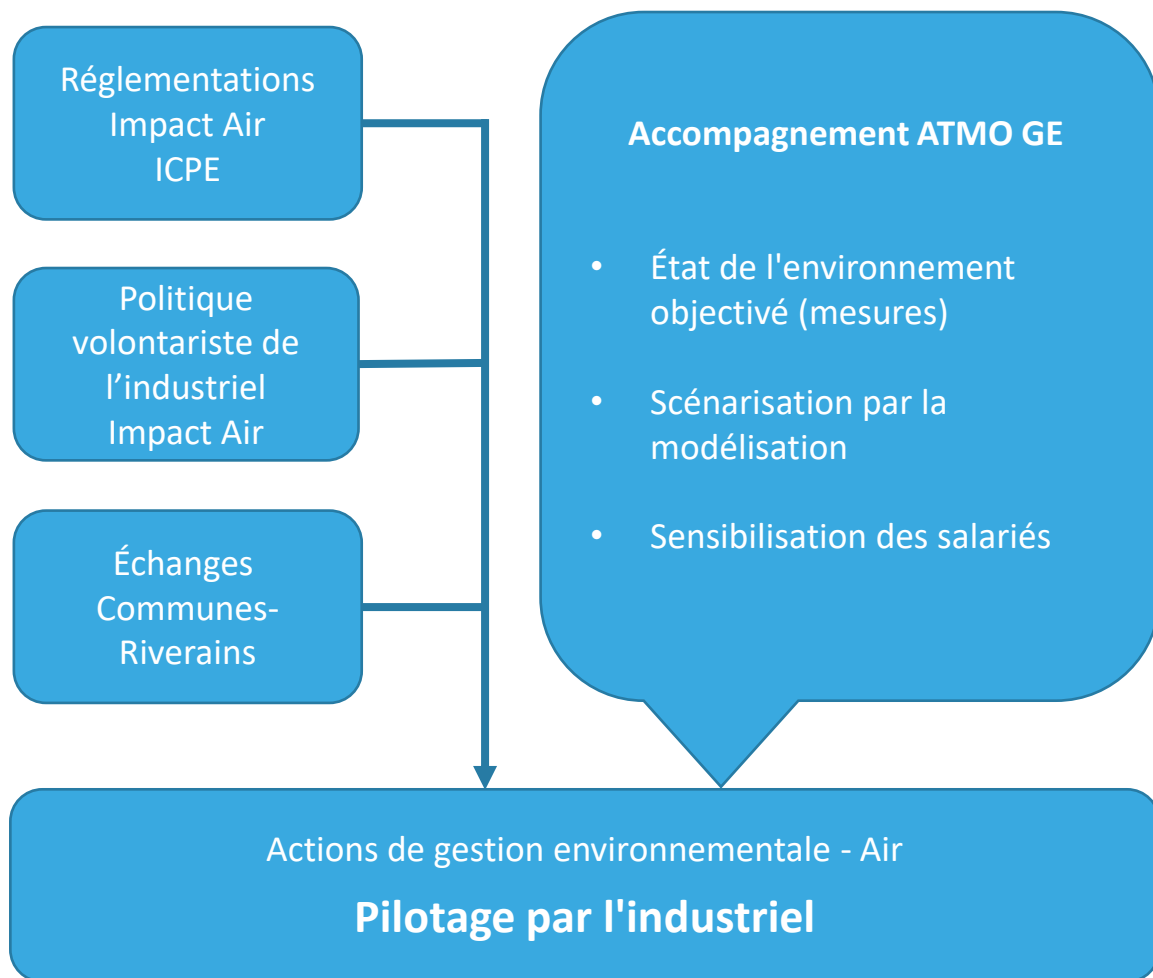 Réglementations
Impact Air
ICPE
Politique
volontariste de
l’industriel
Impact Air
Échanges
Communes-
Riverains
Accompagnement ATMO GE
• État de l'environnement
objectivé (mesures)
• Scénarisation par la
modélisation
• Sensibilisation des salariés
Actions de gestion environnementale - Air
Pilotage par l'industriel